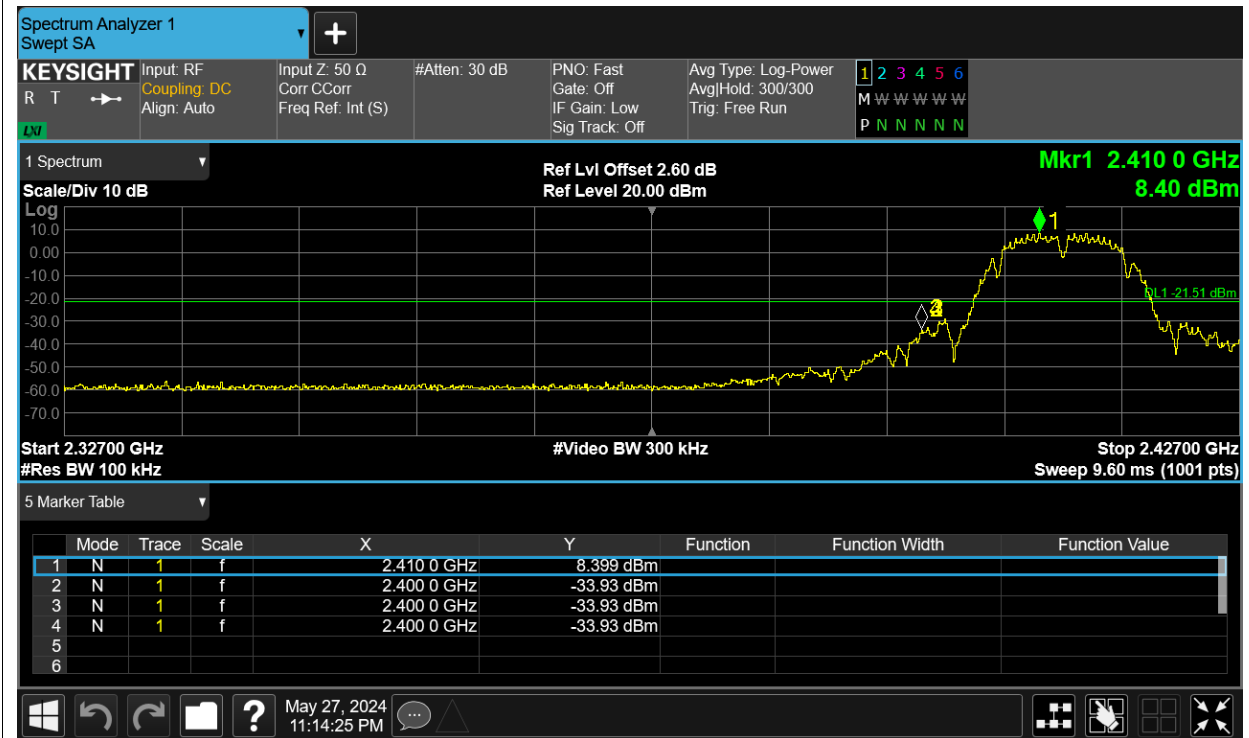 Spectrum Analyzer 1
Swept SA
KEYSIGHT
R T
LXI
Input: RF
Coupling: DC
Align: Auto
Input Z: 50 Ω
Corr CCorr
Freq Ref: Int (S)
#Atten: 30 dB
PNO: Fast
Gate: Off
IF Gain: Low
Sig Track: Off
Avg Type: Log-Power
Avg|Hold: 300/300
Trig: Free Run
1 2 3 4 5 6
M W W W W W
P N N N N N
1 Spectrum
Scale/Div 10 dB
Ref Lvl Offset 2.60 dB
Ref Level 20.00 dBm
Mkr1 2.410 0 GHz
8.40 dBm
Log
10.0
0.00
-10.0
-20.0
-30.0
-40.0
-50.0
-60.0
-70.0
1
DL1 -21.51 dBm
Start 2.32700 GHz
#Res BW 100 kHz
#Video BW 300 kHz
Stop 2.42700 GHz
Sweep 9.60 ms (1001 pts)
5 Marker Table
Mode Trace Scale X Y Function Function Width Function Value
1 N 1 f 2.410 0 GHz 8.399 dBm
2 N 1 f 2.400 0 GHz -33.93 dBm
3 N 1 f 2.400 0 GHz -33.93 dBm
4 N 1 f 2.400 0 GHz -33.93 dBm
5
6
?
May 27, 2024
11:14:25 PM